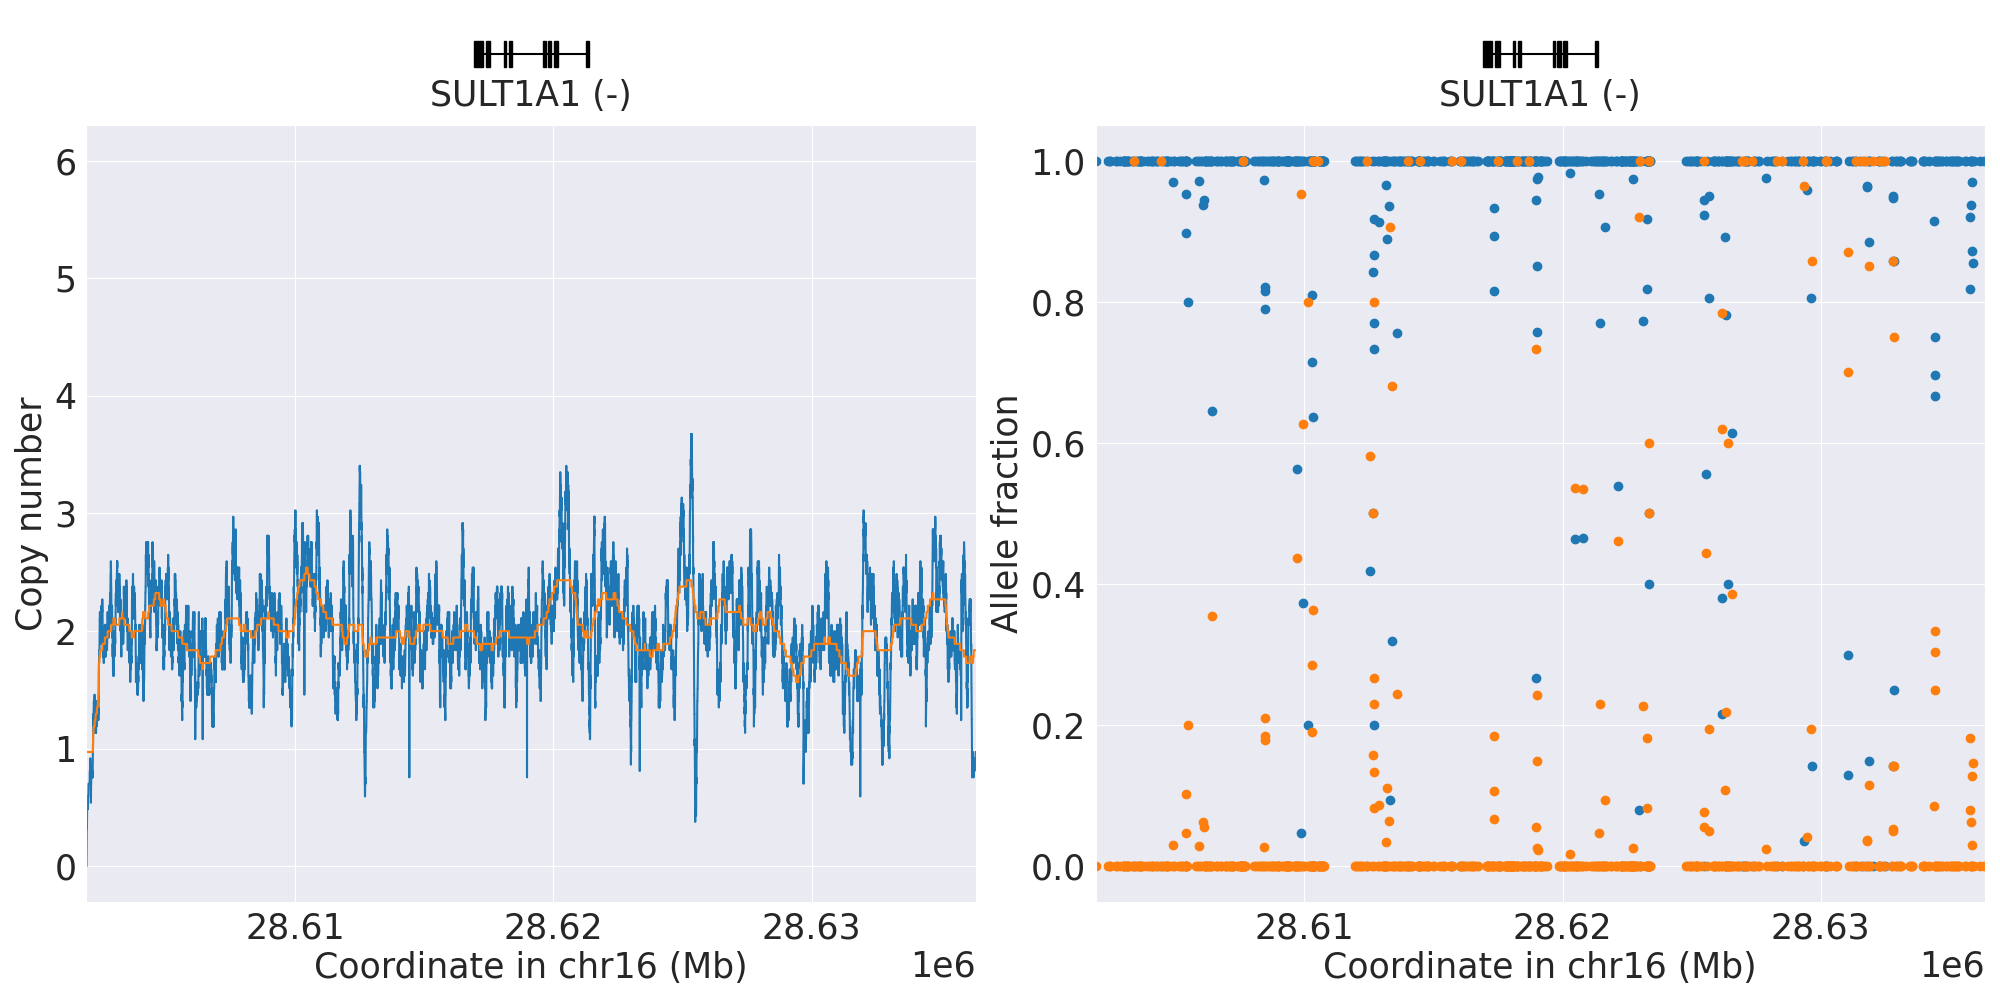 SULT1A1 (-)
6
5
4
3
2
1
0
Copy number
28.61
28.62
28.63
Coordinate in chr16 (Mb)
1e6
SULT1A1 (-)
1.0
0.8
0.6
0.4
0.2
0.0
Allele fraction
28.61
28.62
28.63
Coordinate in chr16 (Mb)
1e6